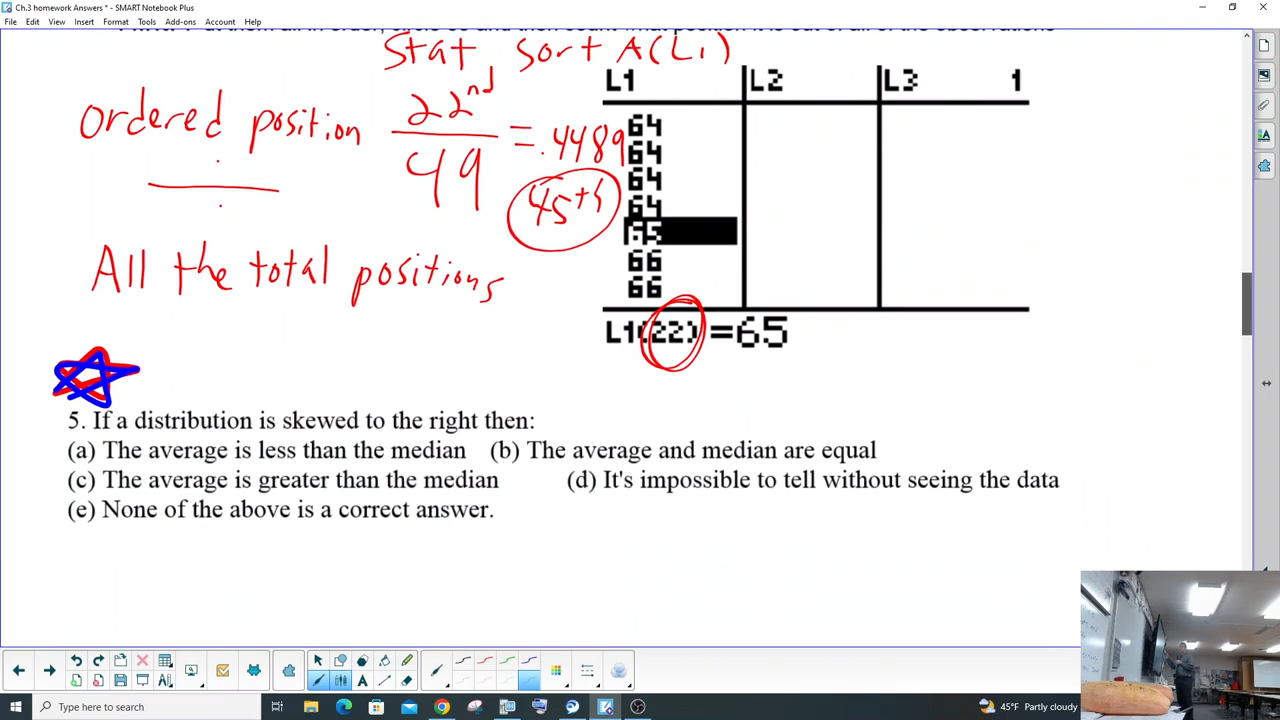 Ch.3 homework Answers * - SMART Notebook Plus
File Edit View Insert Format Tools Add-ons Account Help
Stat Sort A(L1)
L1 L2 L3 1
Ordered position 22nd
49
= .4489
45th
64
64
64
64
66
66
All the total positions
L1(22) =65
5. If a distribution is skewed to the right then:
(a) The average is less than the median (b) The average and median are equal
(c) The average is greater than the median (d) It's impossible to tell without seeing the data
(e) None of the above is a correct answer.
Type here to search
45°F Partly cloudy